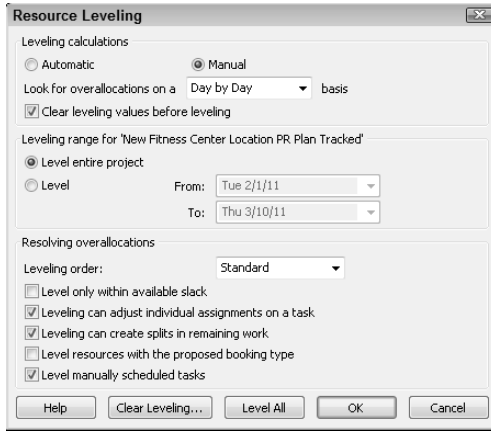 Resource Leveling
Leveling calculations
Automatic Manual
Look for overallocations on a Day by Day basis
Clear leveling values before leveling
Leveling range for 'New Fitness Center Location PR Plan Tracked'
Level entire project
Level From: Tue 2/1/11
To: Thu 3/10/11
Resolving overallocations
Leveling order: Standard
Level only within available slack
Leveling can adjust individual assignments on a task
Leveling can create splits in remaining work
Level resources with the proposed booking type
Level manually scheduled tasks
Help Clear Leveling... Level All OK Cancel